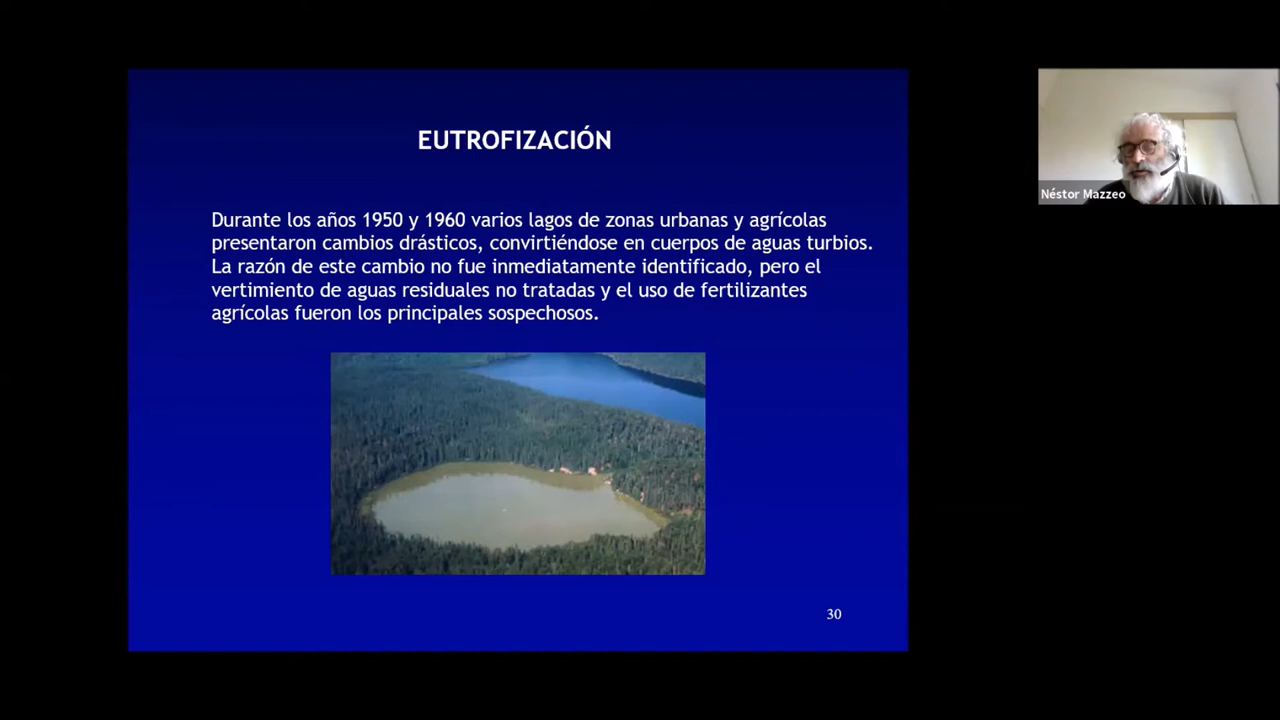 EUTROFIZACIÓN
Durante los años 1950 y 1960 varios lagos de zonas urbanas y agrícolas
presentaron cambios drásticos, convirtiéndose en cuerpos de aguas turbios.
La razón de este cambio no fue inmediatamente identificado, pero el
vertimiento de aguas residuales no tratadas y el uso de fertilizantes
agrícolas fueron los principales sospechosos.
30
Néstor Mazzeo